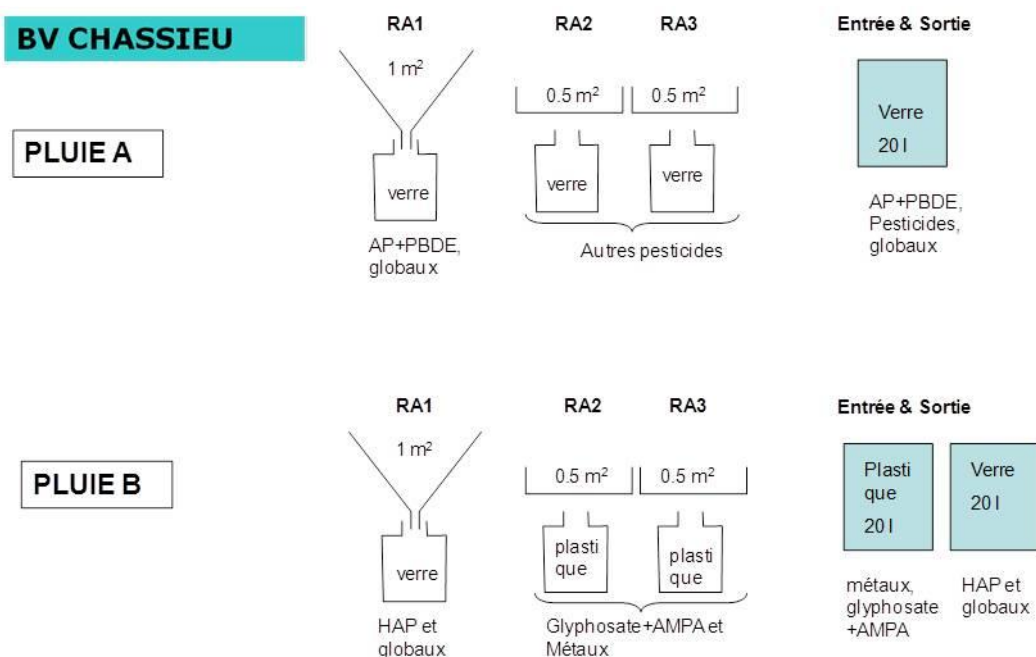 BV CHASSIEU
RA1
RA2
RA3
Entrée & Sortie
1 m²
0.5 m²
0.5 m²
PLUIE A
verre
verre
verre
Verre
20 l
AP+PBDE,
globaux
Autres pesticides
AP+PBDE,
Pesticides,
globaux
RA1
RA2
RA3
Entrée & Sortie
1 m²
0.5 m²
0.5 m²
PLUIE B
verre
plasti
que
plasti
que
Plasti
que
20 l
Verre
20 l
HAP et
globaux
Glyphosate+AMPA et
Métaux
métaux,
glyphosate
+AMPA
HAP et
globaux